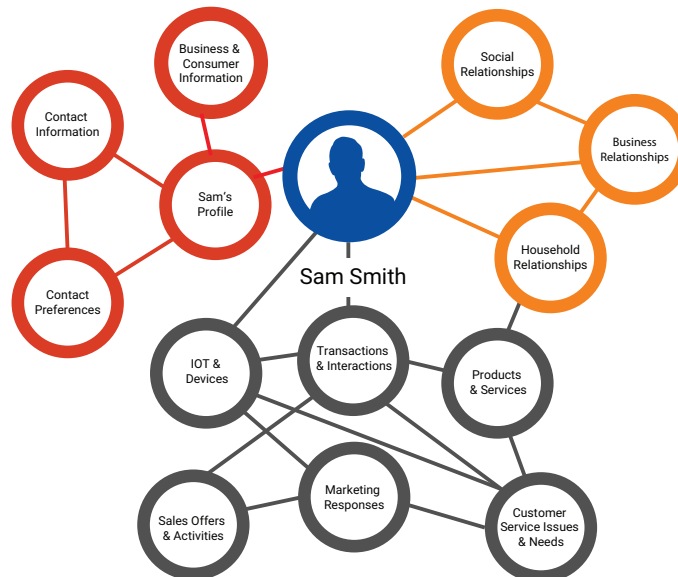 Business &
Consumer
Information
Social
Relationships
Contact
Information
Business
Relationships
Sam's
Profile
Household
Relationships
Contact
Preferences
Sam Smith
IOT &
Devices
Transactions
& Interactions
Products
& Services
Sales Offers
& Activities
Marketing
Responses
Customer
Service Issues
& Needs